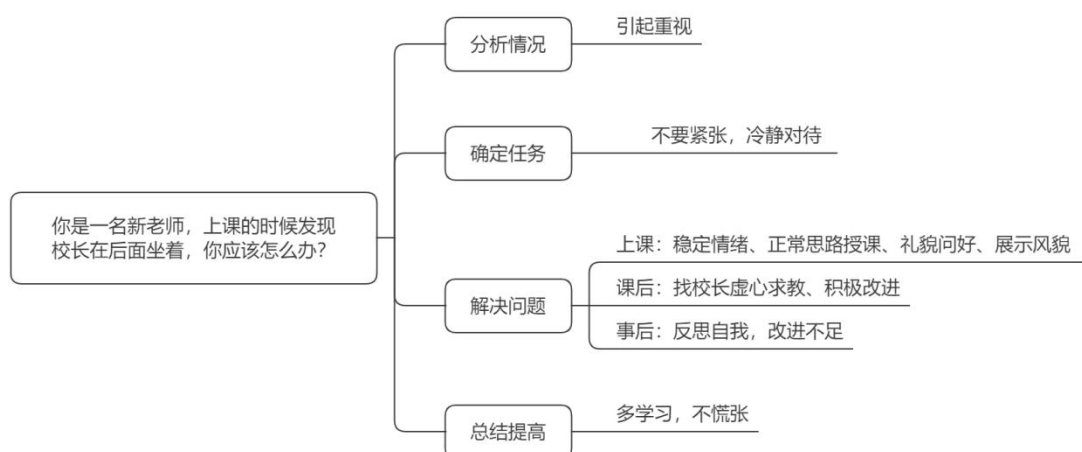 你是一名新老师，上课的时候发现
校长在后面坐着，你应该怎么办？
分析情况
引起重视
确定任务
不要紧张，冷静对待
解决问题
上课：稳定情绪、正常思路授课、礼貌问好、展示风貌
课后：找校长虚心求教、积极改进
事后：反思自我，改进不足
总结提高
多学习，不慌张